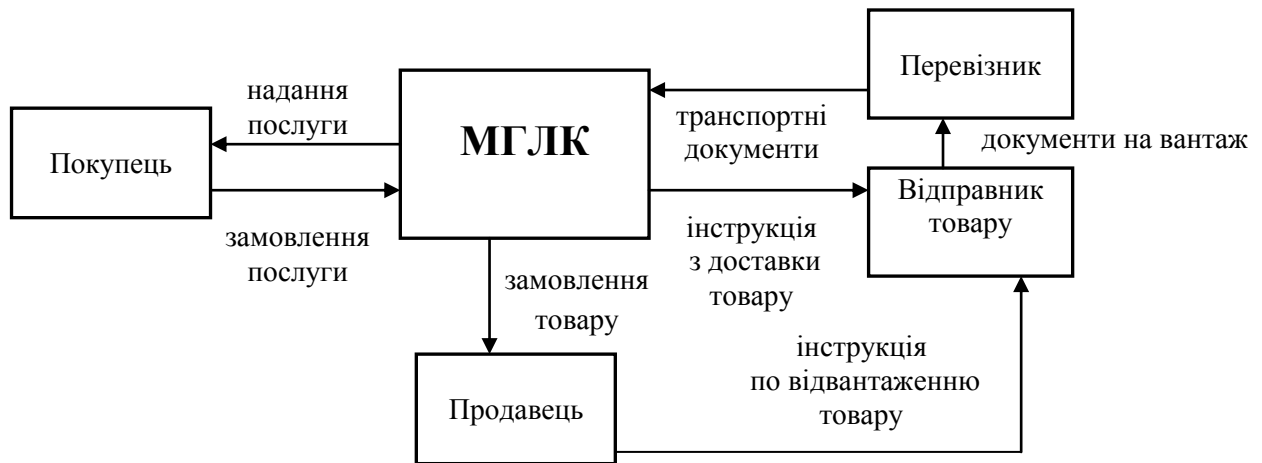 Перевізник
надання
послуги
МГЛК
транспортні
документи
документи на вантаж
Покупець
Відправник
товару
замовлення
послуги
інструкція
з доставки
товару
замовлення
товару
інструкція
по відвантаженню
товару
Продавець